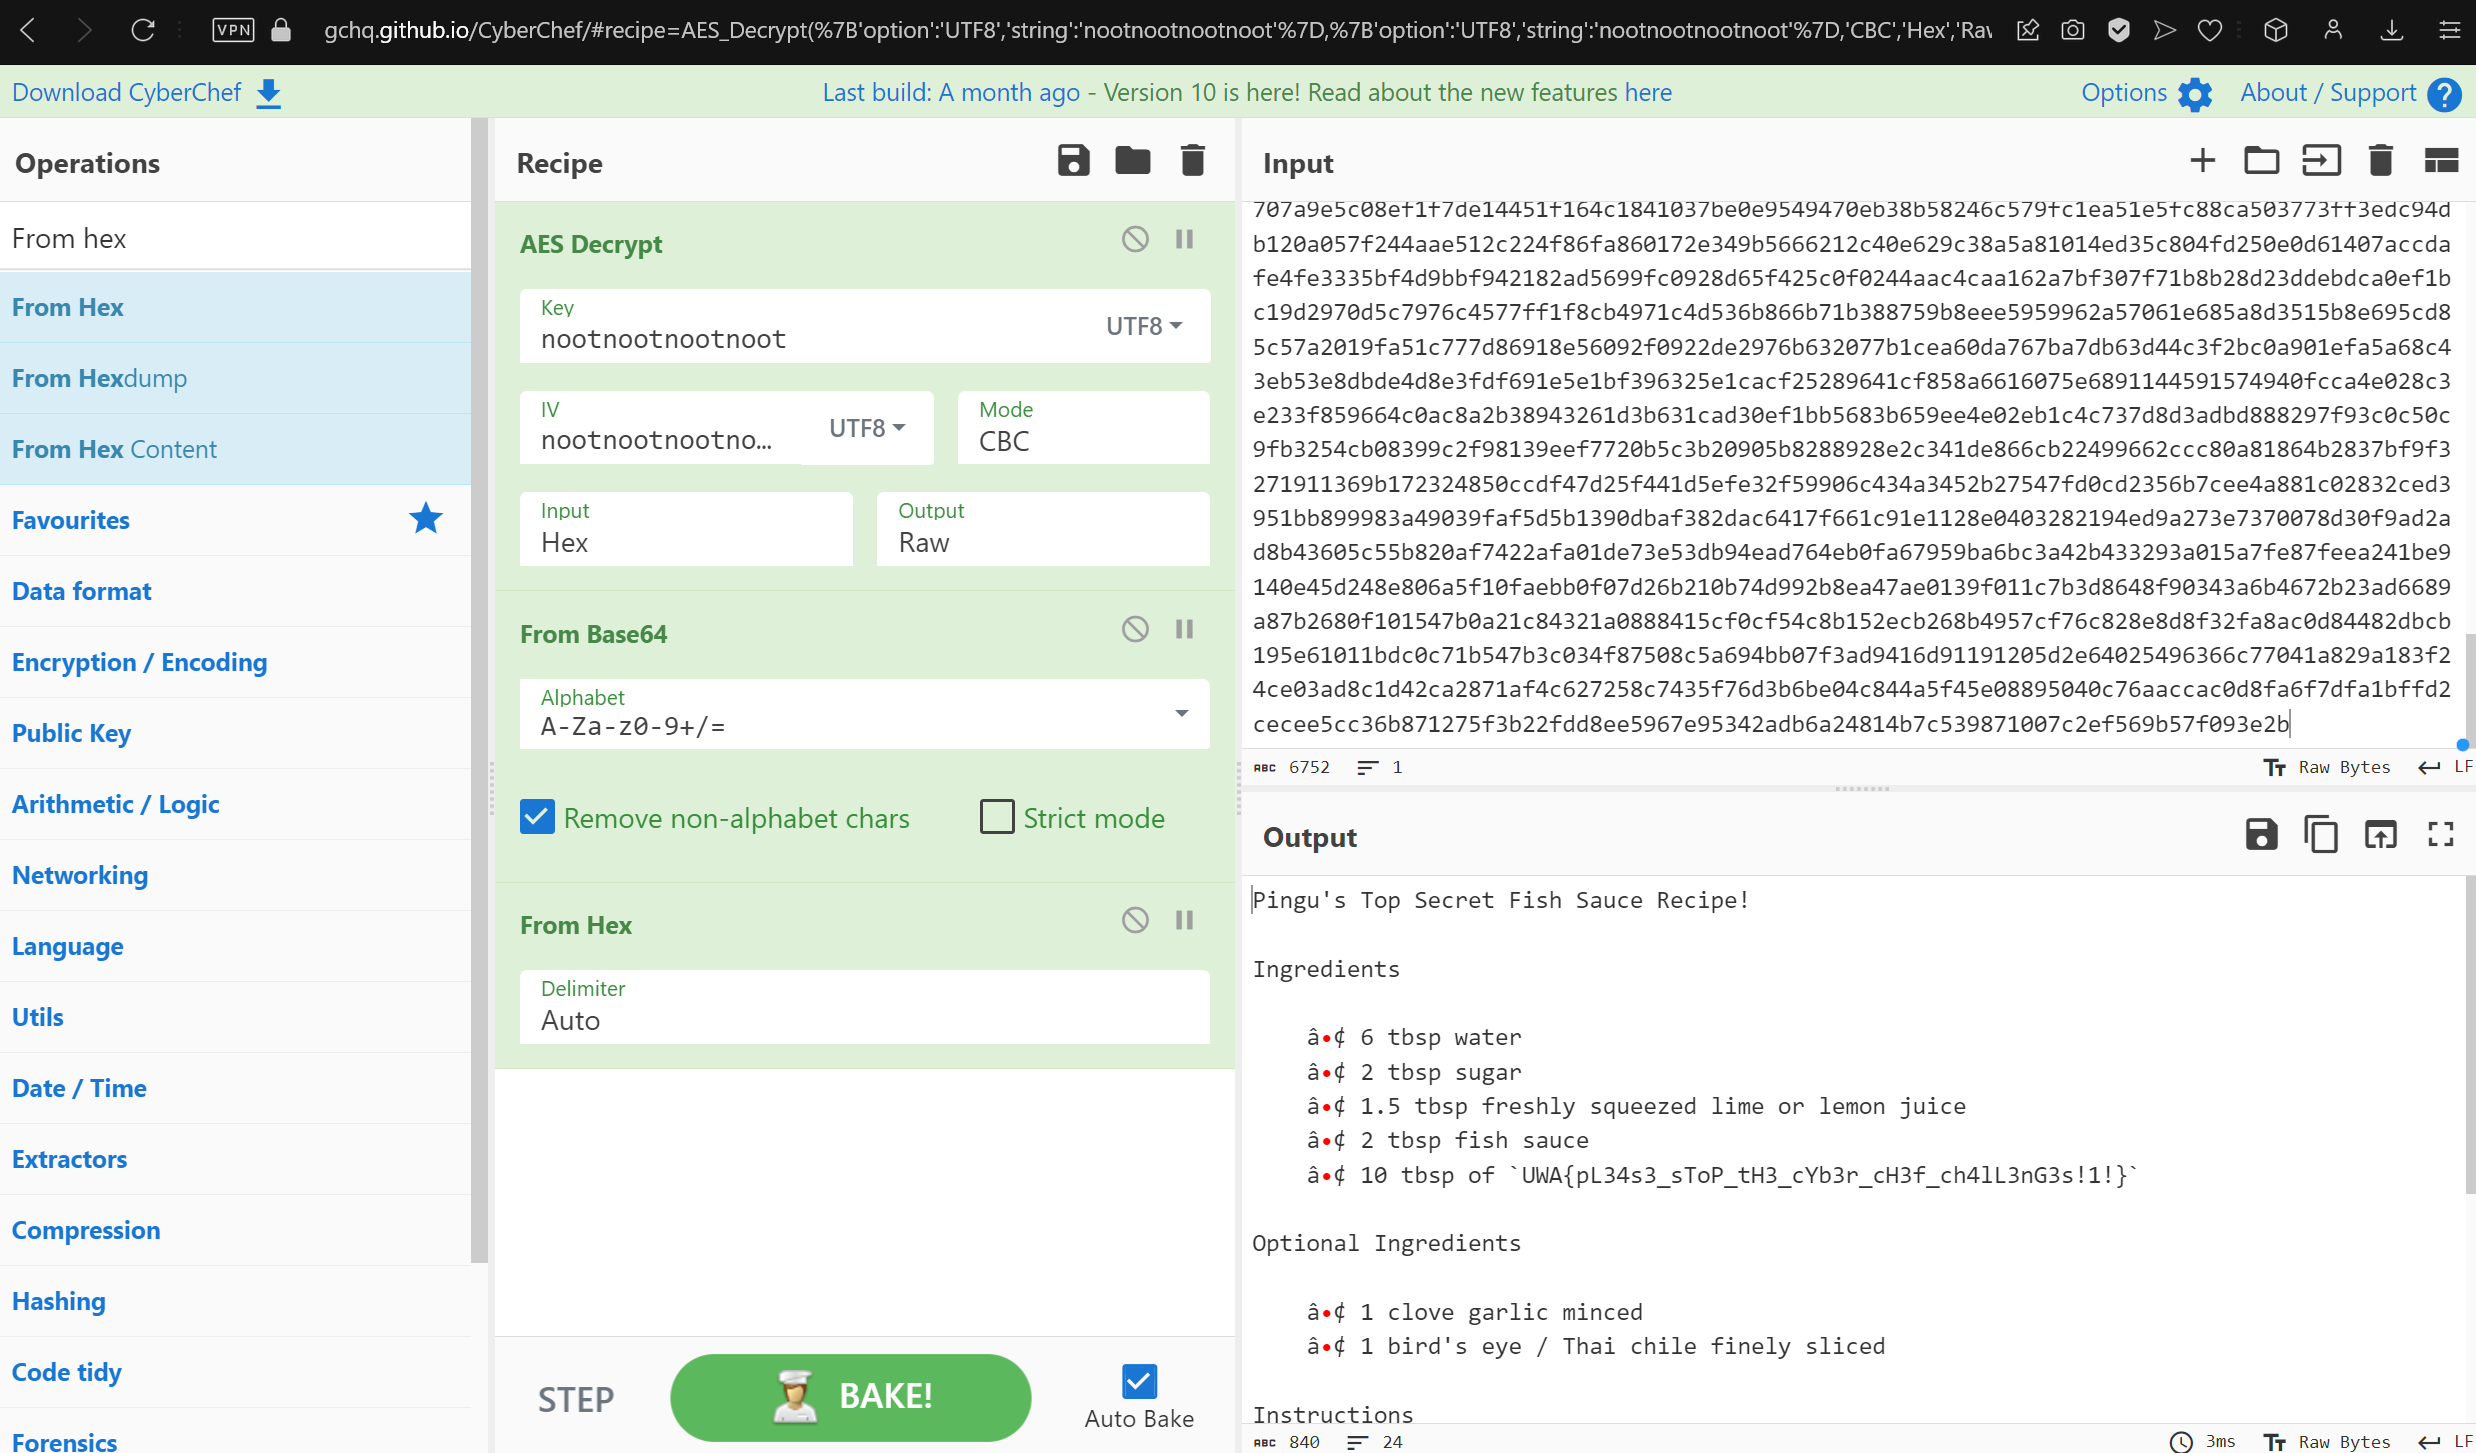 VPN gchq.github.io/CyberChef/#recipe=AES_Decrypt(%7B'option':'UTF8','string':'nootnootnootnoot'%7D,%7B'option':'UTF8','string':'nootnootnootnoot'%7D,'CBC','Hex','Raw
Download CyberChef
Last build: A month ago - Version 10 is here! Read about the new features here
Options
About / Support
Operations
From hex
From Hex
From Hexdump
From Hex Content
Favourites
Data format
Encryption / Encoding
Public Key
Arithmetic / Logic
Networking
Language
Utils
Date / Time
Extractors
Compression
Hashing
Code tidy
Forensics
Recipe
AES Decrypt
Key
nootnootnootnoot
UTF8
IV
nootnootnootno...
UTF8
Mode
CBC
Input
Hex
Output
Raw
From Base64
Alphabet
A-Za-z0-9+/=
Remove non-alphabet chars
Strict mode
From Hex
Delimiter
Auto
STEP
BAKE!
Auto Bake
Input
707a9e5c08ef1f7de14451f164c1841037be0e9549470eb38b58246c579fc1ea51e5fc88ca503773ff3edc94d
b120a057f244aae512c224f86fa860172e349b5666212c40e629c38a5a81014ed35c804fd250e0d61407accda
fe4fe3335bf4d9bbf942182ad5699fc0928d65f425c0f0244aac4caa162a7bf307f71b8b28d23ddebdca0ef1b
c19d2970d5c7976c4577ff1f8cb4971c4d536b866b71b388759b8eee5959962a57061e685a8d3515b8e695cd8
5c57a2019fa51c777d86918e56092f0922de2976b632077b1cea60da767ba7db63d44c3f2bc0a901efa5a68c4
3eb53e8dbde4d8e3fdf691e5e1bf396325e1cacf25289641cf858a6616075e6891144591574940fcca4e028c3
e233f859664c0ac8a2b38943261d3b631cad30ef1bb5683b659ee4e02eb1c4c737d8d3adbd888297f93c0c50c
9fb3254cb08399c2f98139eef7720b5c3b20905b8288928e2c341de866cb22499662ccc80a81864b2837bf9f3
271911369b172324850ccdf47d25f441d5efe32f59906c434a3452b27547fd0cd2356b7cee4a881c02832ced3
951bb899983a49039faf5d5b1390dbaf382dac6417f661c91e1128e0403282194ed9a273e7370078d30f9ad2a
d8b43605c55b820af7422afa01de73e53db94ead764eb0fa67959ba6bc3a42b433293a015a7fe87feea241be9
140e45d248e806a5f10faebb0f07d26b210b74d992b8ea47ae0139f011c7b3d8648f90343a6b4672b23ad6689
a87b2680f101547b0a21c84321a0888415cf0cf54c8b152ecb268b4957cf76c828e8d8f32fa8ac0d84482dbcb
195e61011bdc0c71b547b3c034f87508c5a694bb07f3ad9416d91191205d2e64025496366c77041a829a183f2
4ce03ad8c1d42ca2871af4c627258c7435f76d3b6be04c844a5f45e08895040c76aaccac0d8fa6f7dfa1bffd2
cecee5cc36b871275f3b22fdd8ee5967e95342adb6a24814b7c539871007c2ef569b57f093e2b
ABC 6752 1
Tт Raw Bytes LF
Output
Pingu's Top Secret Fish Sauce Recipe!
Ingredients
â•¢ 6 tbsp water
â•¢ 2 tbsp sugar
â•¢ 1.5 tbsp freshly squeezed lime or lemon juice
â•¢ 2 tbsp fish sauce
â•¢ 10 tbsp of `UWA{pL34s3_sToP_tH3_cYb3r_cH3f_ch4lL3nG3s!1!}`
Optional Ingredients
â•¢ 1 clove garlic minced
â•¢ 1 bird's eye / Thai chile finely sliced
Instructions
ABC 840 24
3ms Tт Raw Bytes LF